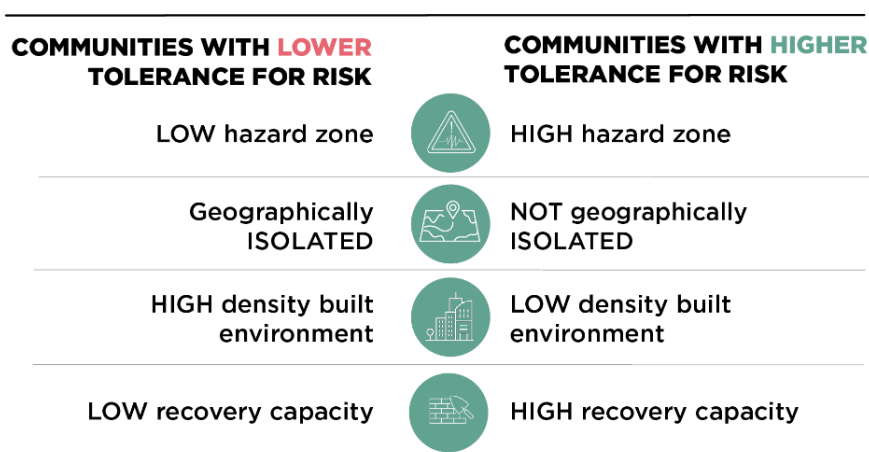 COMMUNITIES WITH LOWER
TOLERANCE FOR RISK
COMMUNITIES WITH HIGHER
TOLERANCE FOR RISK
LOW hazard zone
HIGH hazard zone
Geographically
ISOLATED
NOT geographically
ISOLATED
HIGH density built
environment
LOW density built
environment
LOW recovery capacity
HIGH recovery capacity